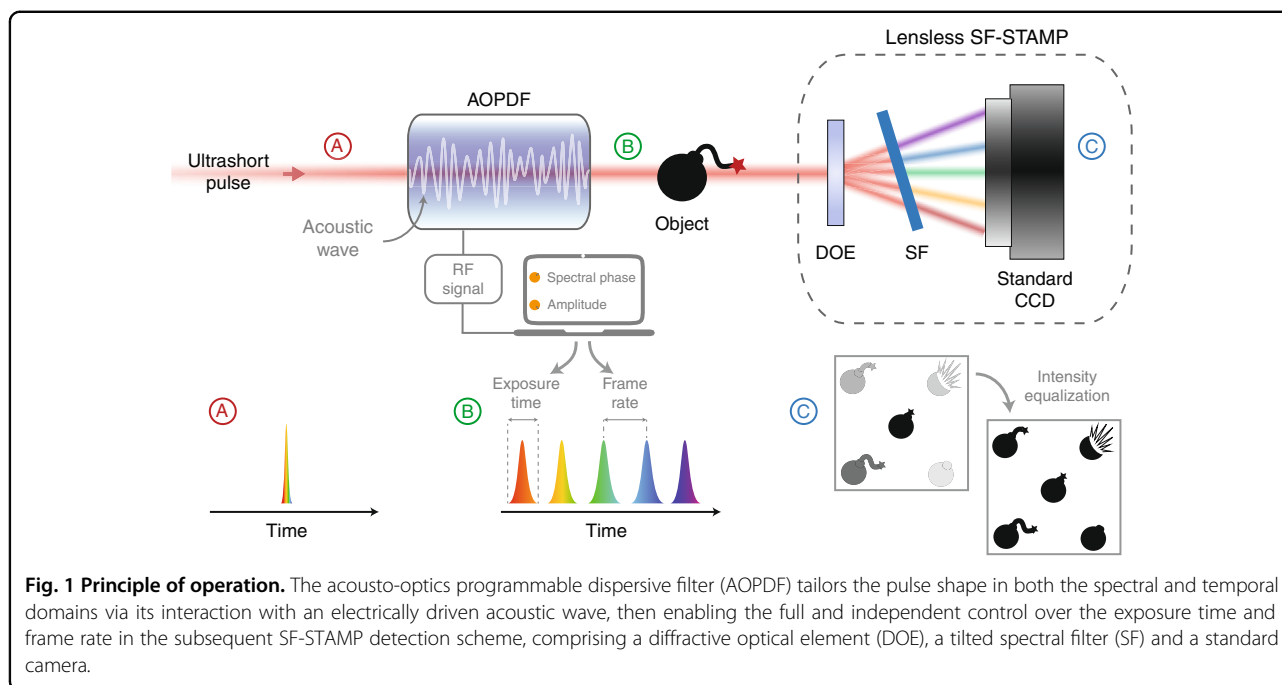 Lensless SF-STAMP
AOPDF
A
B
C
Ultrashort
pulse
Acoustic
wave
Object
DOE
SF
Standard
CCD
RF
signal
Spectral phase
Amplitude
Exposure
time
Frame
rate
A
Time
B
Time
C
Intensity
equalization
Fig. 1 Principle of operation. The acousto-optics programmable dispersive filter (AOPDF) tailors the pulse shape in both the spectral and temporal
domains via its interaction with an electrically driven acoustic wave, then enabling the full and independent control over the exposure time and
frame rate in the subsequent SF-STAMP detection scheme, comprising a diffractive optical element (DOE), a tilted spectral filter (SF) and a standard
camera.